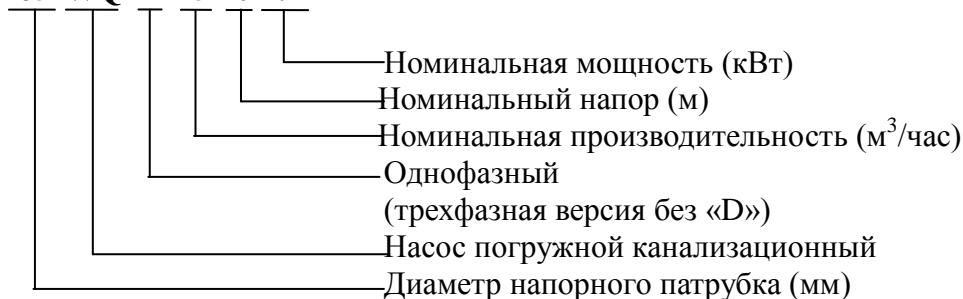 Номинальная мощность (кВт)
Номинальный напор (м)
Номинальная производительность (м³/час)
Однофазный
(трехфазная версия без «D»)
Насос погружной канализационный
Диаметр напорного патрубка (мм)